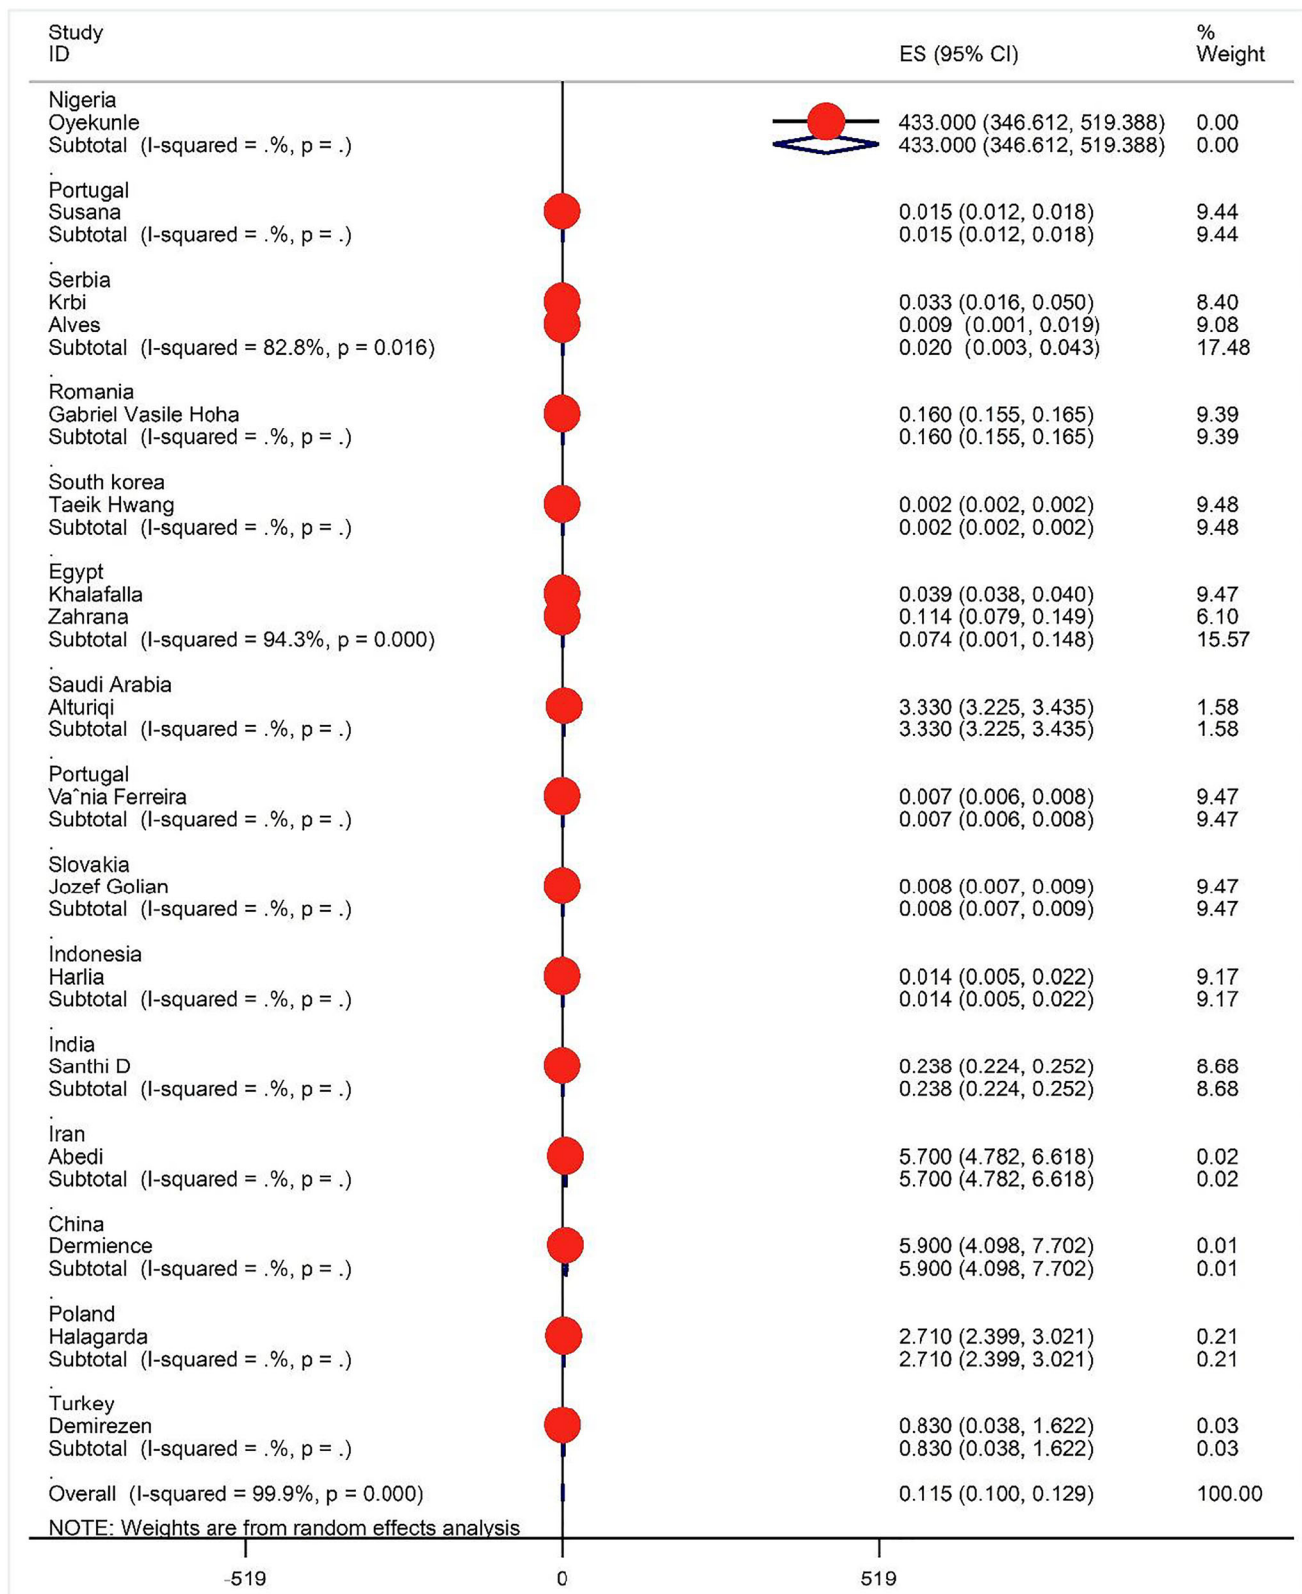 Study
ID
ES (95% CI)
%
Weight
Nigeria
Oyekunle 433.000 (346.612, 519.388) 0.00
Subtotal (I-squared = .%, p = .) 433.000 (346.612, 519.388) 0.00
.
Portugal
Susana 0.015 (0.012, 0.018) 9.44
Subtotal (I-squared = .%, p = .) 0.015 (0.012, 0.018) 9.44
.
Serbia
Krbi 0.033 (0.016, 0.050) 8.40
Alves 0.009 (0.001, 0.019) 9.08
Subtotal (I-squared = 82.8%, p = 0.016) 0.020 (0.003, 0.043) 17.48
.
Romania
Gabriel Vasile Hoha 0.160 (0.155, 0.165) 9.39
Subtotal (I-squared = .%, p = .) 0.160 (0.155, 0.165) 9.39
.
South korea
Taeik Hwang 0.002 (0.002, 0.002) 9.48
Subtotal (I-squared = .%, p = .) 0.002 (0.002, 0.002) 9.48
.
Egypt
Khalafalla 0.039 (0.038, 0.040) 9.47
Zahrana 0.114 (0.079, 0.149) 6.10
Subtotal (I-squared = 94.3%, p = 0.000) 0.074 (0.001, 0.148) 15.57
.
Saudi Arabia
Alturiqi 3.330 (3.225, 3.435) 1.58
Subtotal (I-squared = .%, p = .) 3.330 (3.225, 3.435) 1.58
.
Portugal
Vaˆnia Ferreira 0.007 (0.006, 0.008) 9.47
Subtotal (I-squared = .%, p = .) 0.007 (0.006, 0.008) 9.47
.
Slovakia
Jozef Golian 0.008 (0.007, 0.009) 9.47
Subtotal (I-squared = .%, p = .) 0.008 (0.007, 0.009) 9.47
.
Indonesia
Harlia 0.014 (0.005, 0.022) 9.17
Subtotal (I-squared = .%, p = .) 0.014 (0.005, 0.022) 9.17
.
India
Santhi D 0.238 (0.224, 0.252) 8.68
Subtotal (I-squared = .%, p = .) 0.238 (0.224, 0.252) 8.68
.
Iran
Abedi 5.700 (4.782, 6.618) 0.02
Subtotal (I-squared = .%, p = .) 5.700 (4.782, 6.618) 0.02
.
China
Dermience 5.900 (4.098, 7.702) 0.01
Subtotal (I-squared = .%, p = .) 5.900 (4.098, 7.702) 0.01
.
Poland
Halagarda 2.710 (2.399, 3.021) 0.21
Subtotal (I-squared = .%, p = .) 2.710 (2.399, 3.021) 0.21
.
Turkey
Demirezen 0.830 (0.038, 1.622) 0.03
Subtotal (I-squared = .%, p = .) 0.830 (0.038, 1.622) 0.03
.
Overall (I-squared = 99.9%, p = 0.000) 0.115 (0.100, 0.129) 100.00
NOTE: Weights are from random effects analysis
-519 0 519